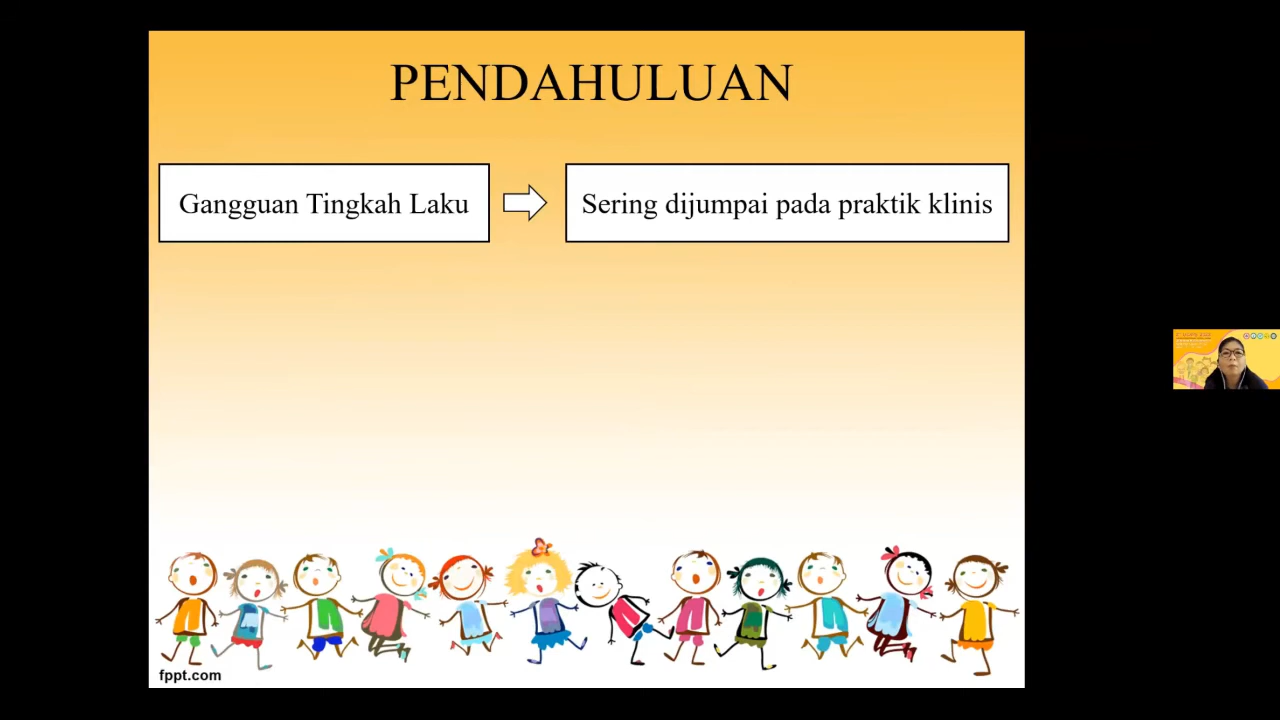 PENDAHULUAN
Gangguan Tingkah Laku
Sering dijumpai pada praktik klinis
fppt.com